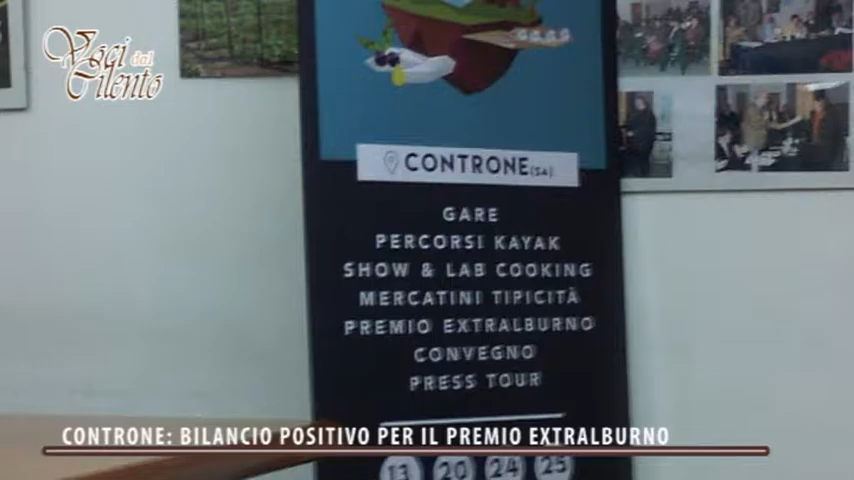 Voci dal
Cilento
CONTRONE (SA)
GARE
PERCORSI KAYAK
SHOW & LAB COOKING
MERCATINI TIPICITÀ
PREMIO EXTRALBURNO
CONVEGNO
PRESS TOUR
CONTRONE: BILANCIO POSITIVO PER IL PREMIO EXTRALBURNO
13 20 24 25